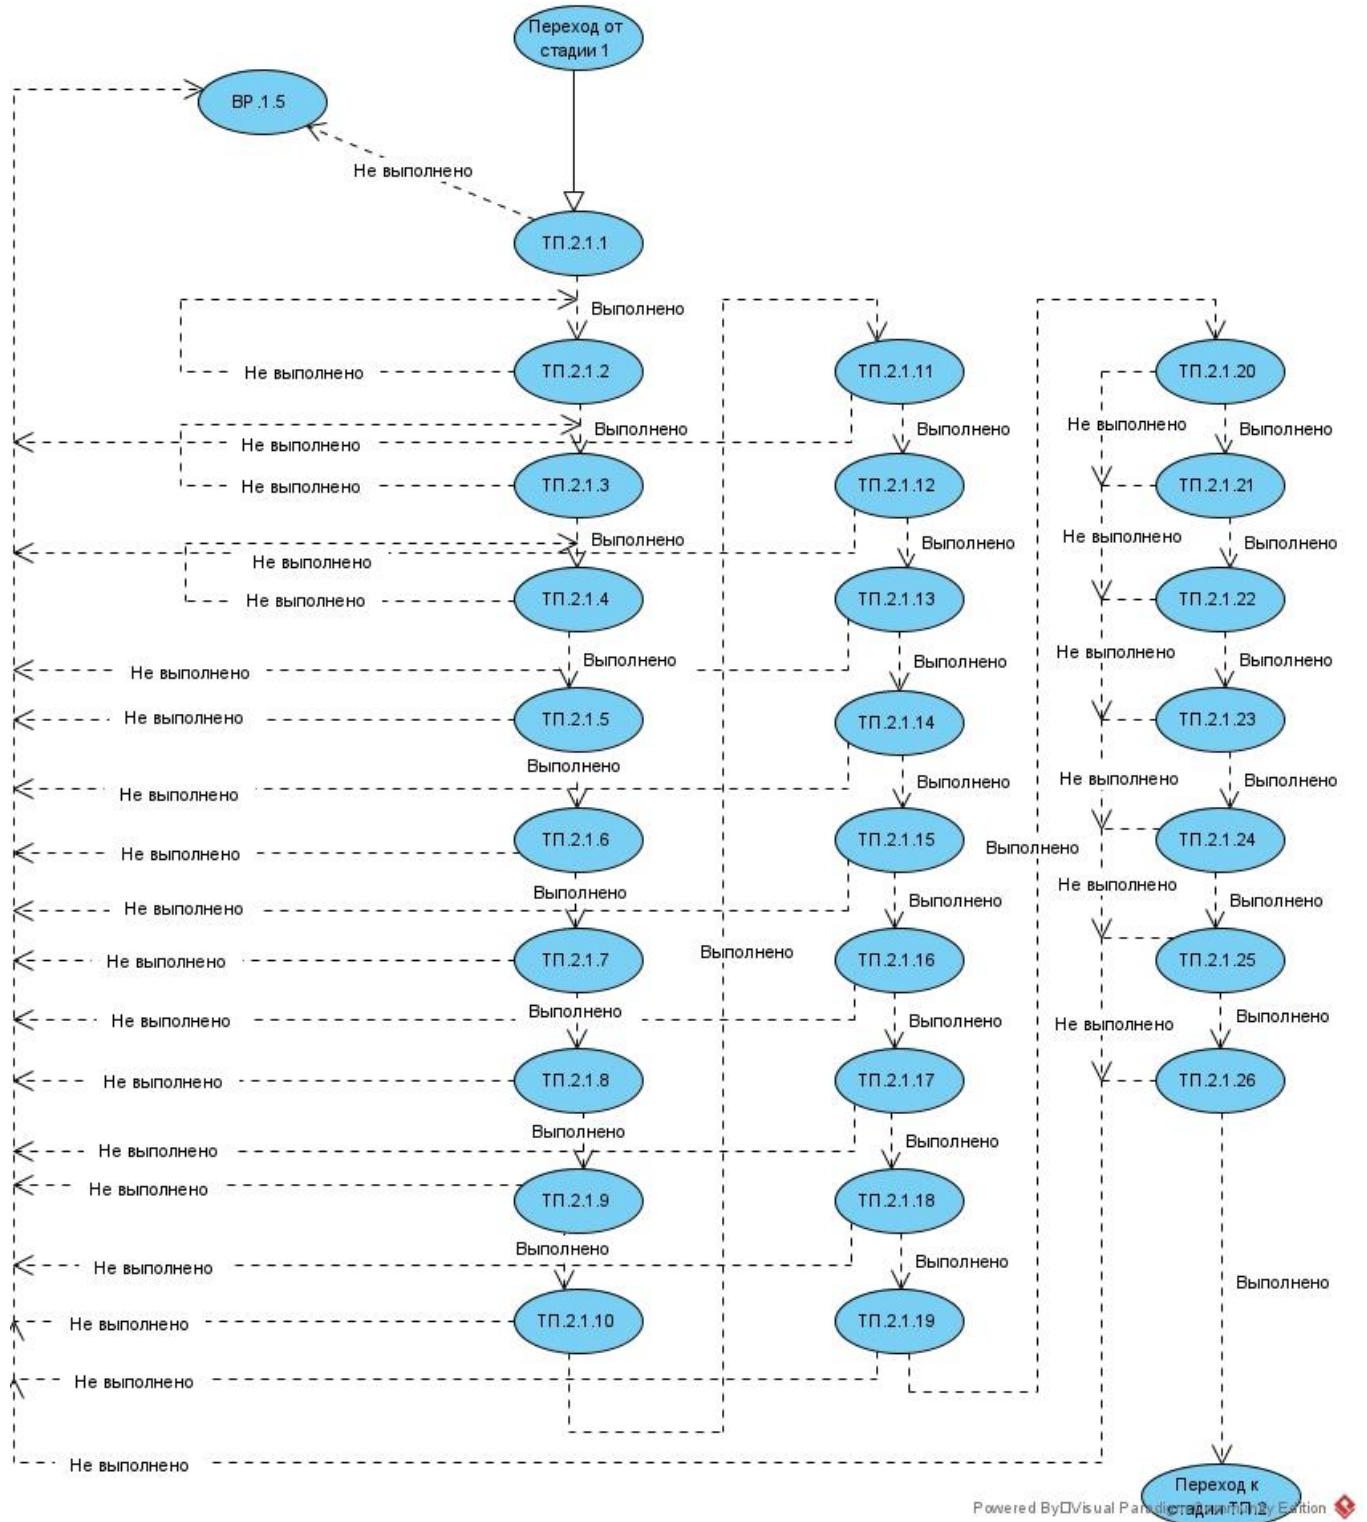 Переход от
стадии 1
ВР.1.5
Не выполнено
ТП.2.1.1
Выполнено
Не выполнено
ТП.2.1.2
ТП.2.1.11
ТП.2.1.20
Выполнено
Не выполнено
Выполнено
Не выполнено
Выполнено
Не выполнено
ТП.2.1.3
ТП.2.1.12
ТП.2.1.21
Выполнено
Не выполнено
Выполнено
Не выполнено
Выполнено
Не выполнено
ТП.2.1.4
ТП.2.1.13
ТП.2.1.22
Не выполнено
Выполнено
Выполнено
Не выполнено
Выполнено
Не выполнено
ТП.2.1.5
ТП.2.1.14
ТП.2.1.23
Выполнено
Не выполнено
Выполнено
Не выполнено
Выполнено
Не выполнено
ТП.2.1.6
ТП.2.1.15
Выполнено
ТП.2.1.24
Выполнено
Не выполнено
Не выполнено
Выполнено
Выполнено
Не выполнено
ТП.2.1.7
Выполнено
ТП.2.1.16
ТП.2.1.25
Не выполнено
Выполнено
Выполнено
Не выполнено
Выполнено
Не выполнено
ТП.2.1.8
ТП.2.1.17
ТП.2.1.26
Выполнено
Не выполнено
Выполнено
Не выполнено
ТП.2.1.9
ТП.2.1.18
Выполнено
Не выполнено
Выполнено
Выполнено
Не выполнено
ТП.2.1.10
ТП.2.1.19
Не выполнено
Не выполнено
Переход к
стадии ТП.2
Powered By Visual Paradigm Community Edition